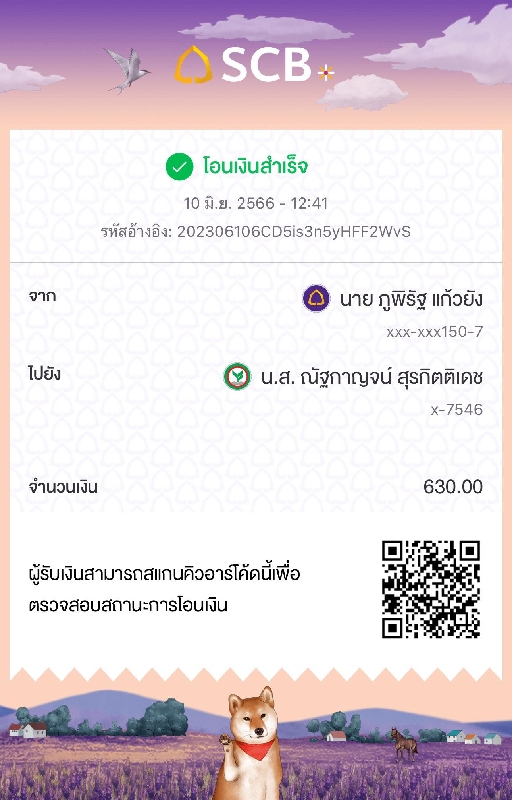 SCB
โอนเงินสำเร็จ
10 มิ.ย. 2566 - 12:41
รหัสอ้างอิง: 202306106CD5is3n5yHFF2WvS
จาก นาย ภูพิรัฐ แก้วยัง
xxx-xxx150-7
ไปยัง น.ส. ณัฐกาญจน์ สุรกิตติเดช
x-7546
จำนวนเงิน 630.00
ผู้รับเงินสามารถสแกนคิวอาร์โค้ดนี้เพื่อ
ตรวจสอบสถานะการโอนเงิน